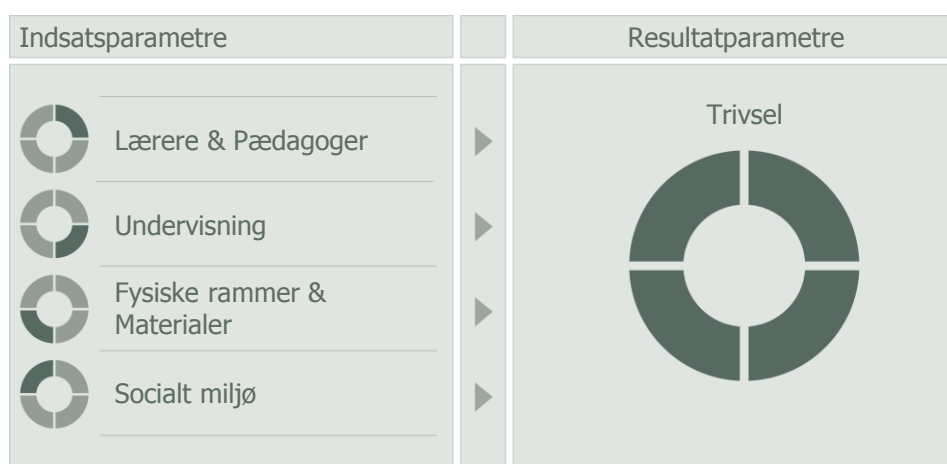 Indsatsparametre
Resultatparametre
Lærere & Pædagoger
Undervisning
Fysiske rammer &
Materialer
Socialt miljø
Trivsel